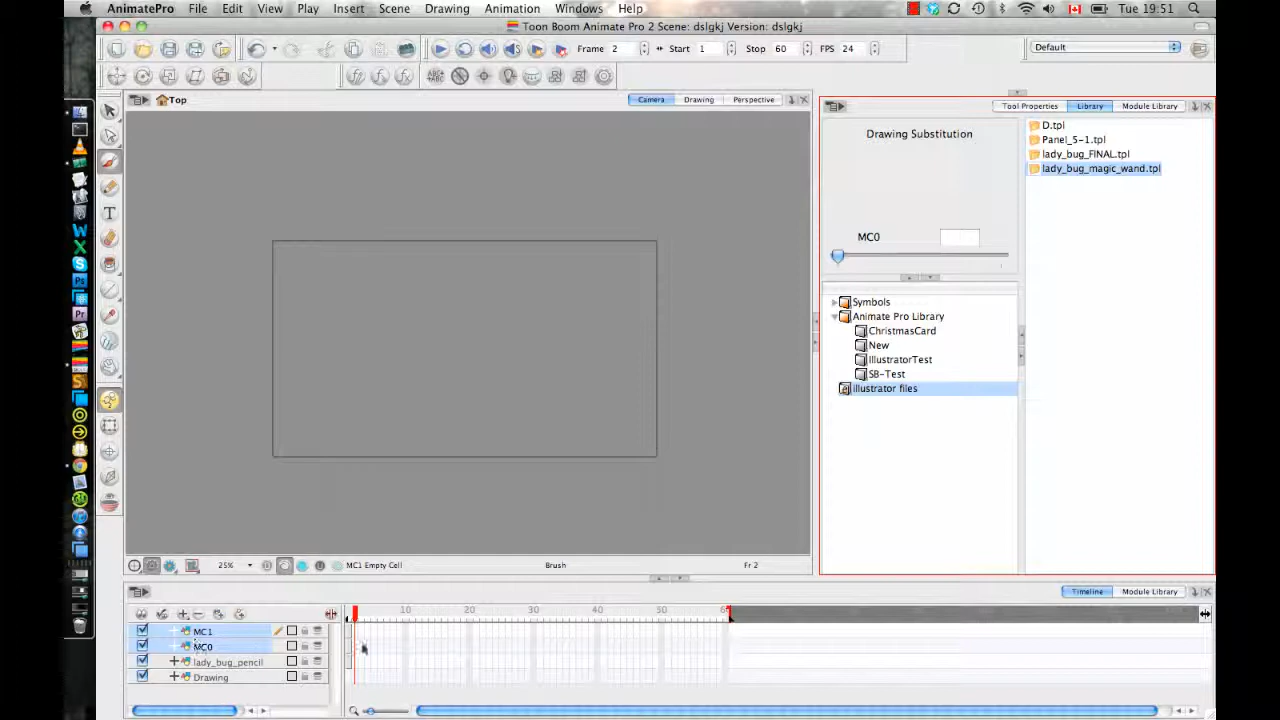 AnimatePro File Edit View Play Insert Scene Drawing Animation Windows Help Tue 19:51
Toon Boom Animate Pro 2 Scene: dslgkj Version: dslgkj
Frame 2 Start 1 Stop 60 FPS 24 Default
Top Camera Drawing Perspective
Tool Properties Library Module Library
Drawing Substitution
MC0
D.tpl
Panel_5-1.tpl
lady_bug_FINAL.tpl
lady_bug_magic_wand.tpl
Symbols
Animate Pro Library
ChristmasCard
New
IllustratorTest
SB-Test
illustrator files
25% MC1 Empty Cell Brush Fr 2
Timeline Module Library
10 20 30 40 50
MC1
MC0
lady_bug_pencil
Drawing